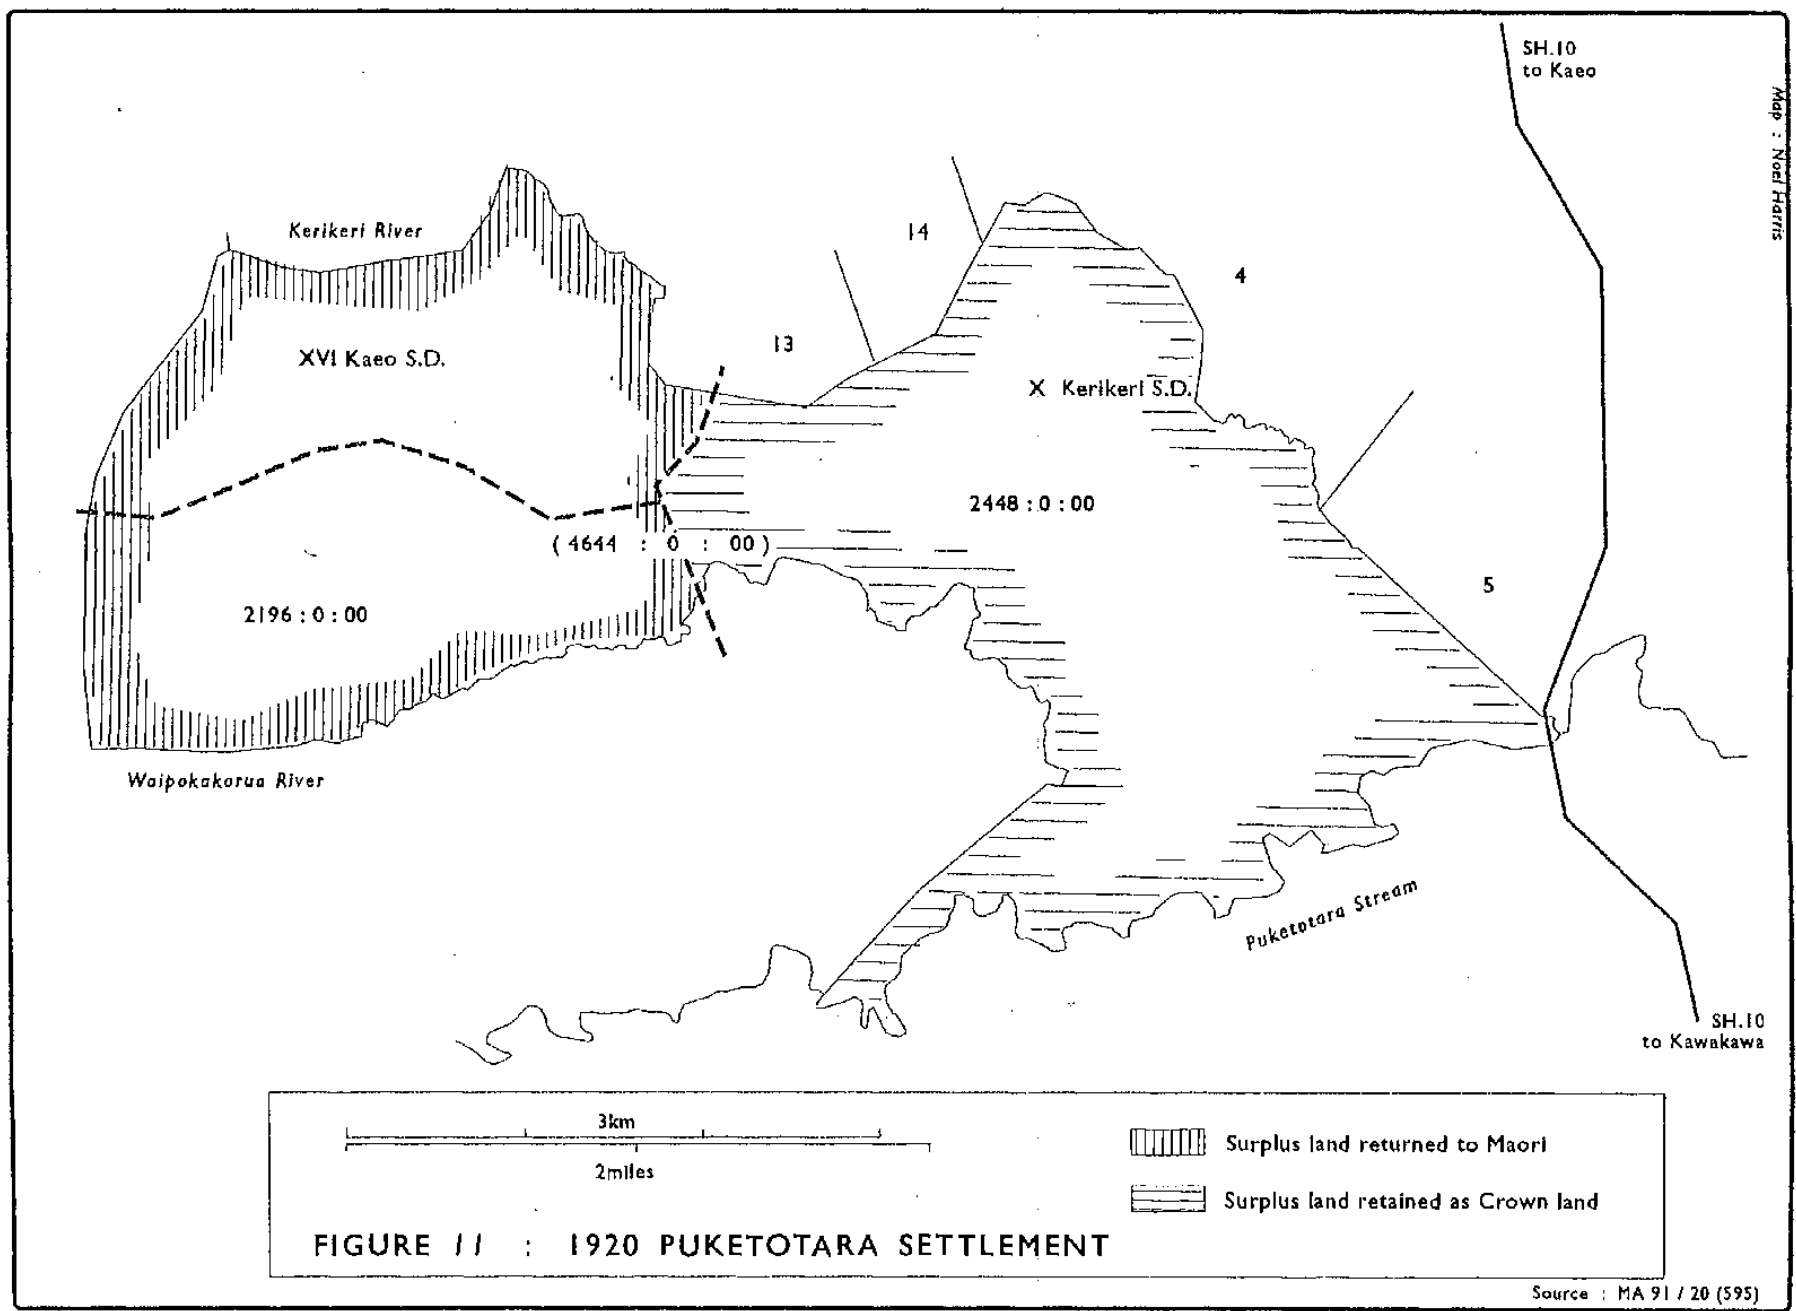 SH.10
to Kaeo
Map : Noel Harris
Kerikeri River
14
4
13
XVI Kaeo S.D.
X Kerikeri S.D.
2448 : 0 : 00
( 4644 : 0 : 00 )
5
2196 : 0 : 00
Waipokakorua River
Puketotara Stream
SH.10
to Kawakawa
3km
2miles
Surplus land returned to Maori
Surplus land retained as Crown land
FIGURE 11 : 1920 PUKETOTARA SETTLEMENT
Source : MA 91 / 20 (595)